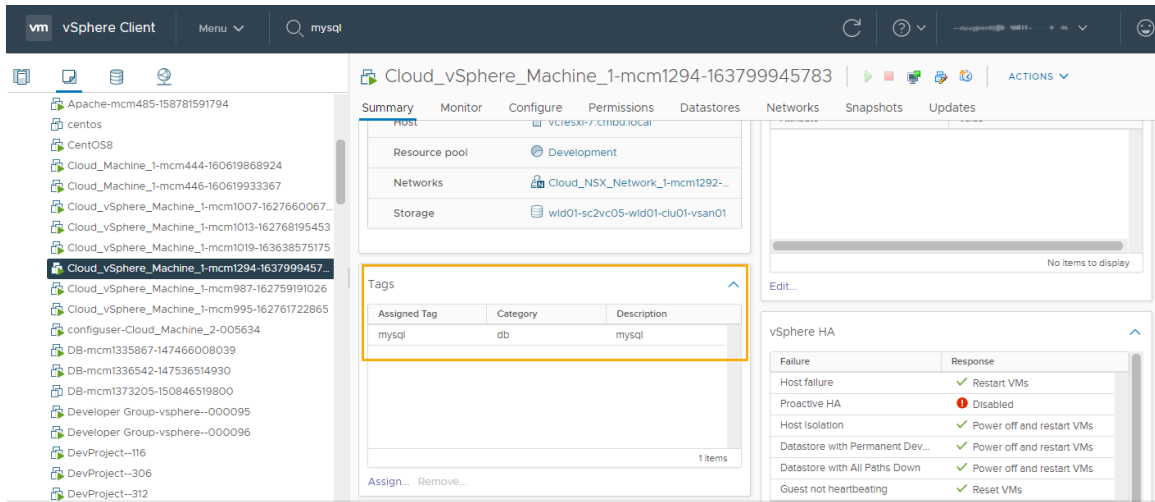 vm vSphere Client Menu mysql
Cloud_vSphere_Machine_1-mcm1294-163799945783 ACTIONS
Summary Monitor Configure Permissions Datastores Networks Snapshots Updates
Apache-mcm485-158781591794
centos
CentOS8
Cloud_Machine_1-mcm444-160619868924
Cloud_Machine_1-mcm446-160619933367
Cloud_vSphere_Machine_1-mcm1007-1627660067...
Cloud_vSphere_Machine_1-mcm1013-162768195453
Cloud_vSphere_Machine_1-mcm1019-163638575175
Cloud_vSphere_Machine_1-mcm1294-1637999457...
Cloud_vSphere_Machine_1-mcm987-162759191026
Cloud_vSphere_Machine_1-mcm995-162761722865
configuser-Cloud_Machine_2-005634
DB-mcm1335867-147466008039
DB-mcm1336542-147536514930
DB-mcm1373205-150846519800
Developer Group-vsphere--000095
Developer Group-vsphere--000096
DevProject--116
DevProject--306
DevProject--312
Host vcfesxi-7.cmbu.local
Resource pool Development
Networks Cloud_NSX_Network_1-mcm1292-...
Storage wld01-sc2vc05-wld01-clu01-vsan01
Tags
Assigned Tag Category Description
mysql db mysql
1 items
Assign... Remove...
Attribute Value
No items to display
Edit...
vSphere HA
Failure Response
Host failure Restart VMs
Proactive HA Disabled
Host Isolation Power off and restart VMs
Datastore with Permanent Dev... Power off and restart VMs
Datastore with All Paths Down Power off and restart VMs
Guest not heartbeating Reset VMs